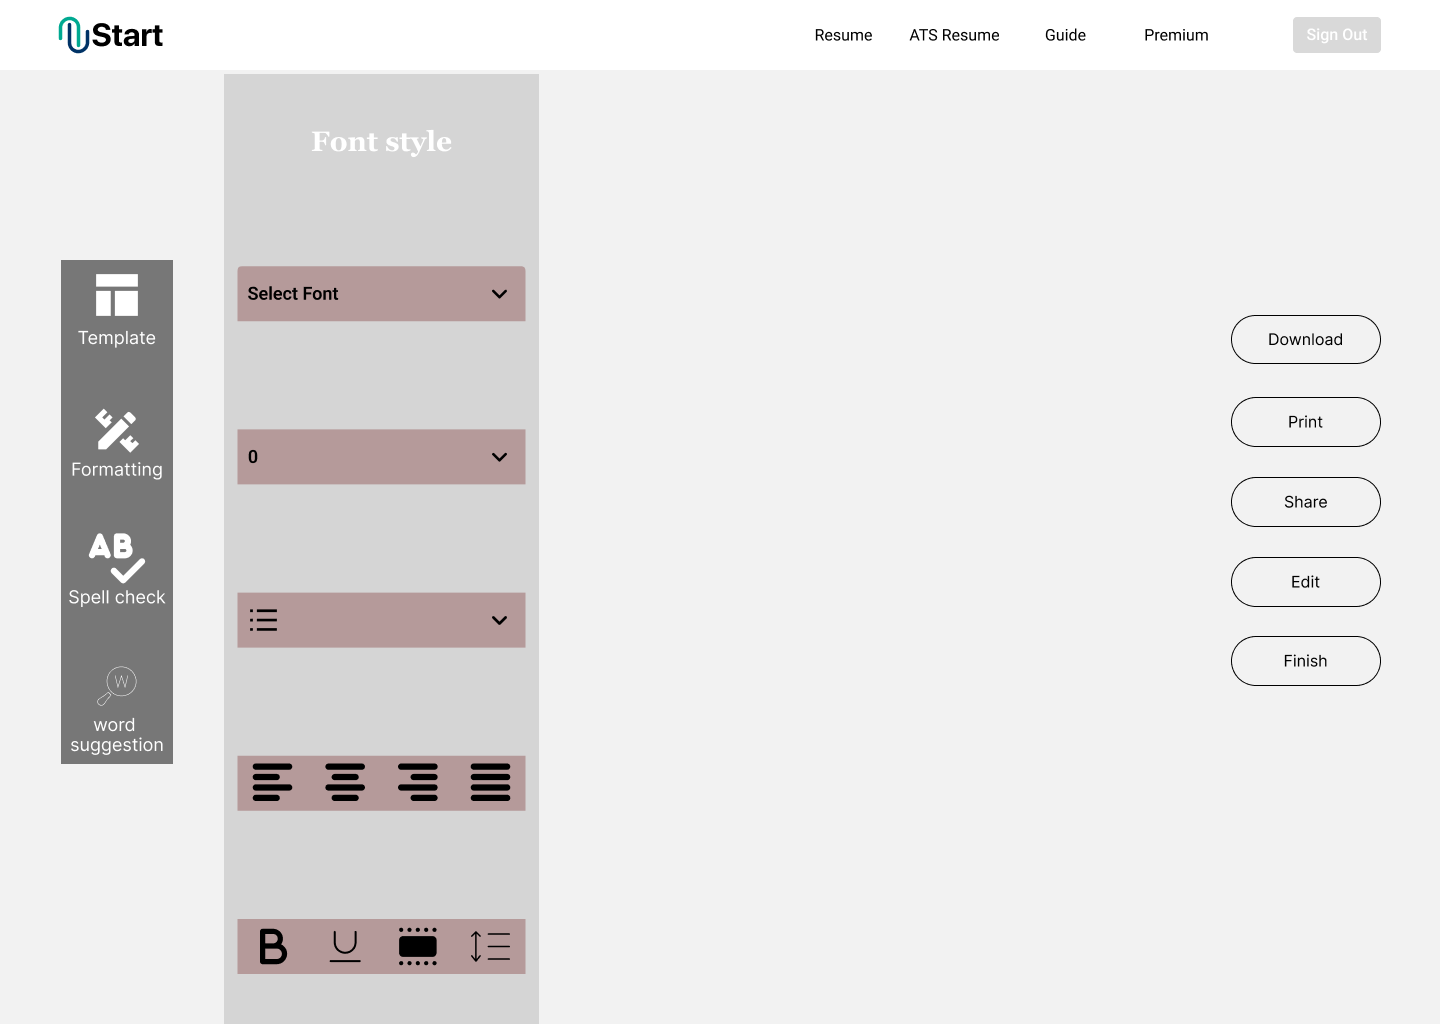 Start
Resume
ATS Resume
Guide
Premium
Sign Out
Font style
Select Font
0
B
U
Template
Formatting
AB
Spell check
W
word
suggestion
Download
Print
Share
Edit
Finish